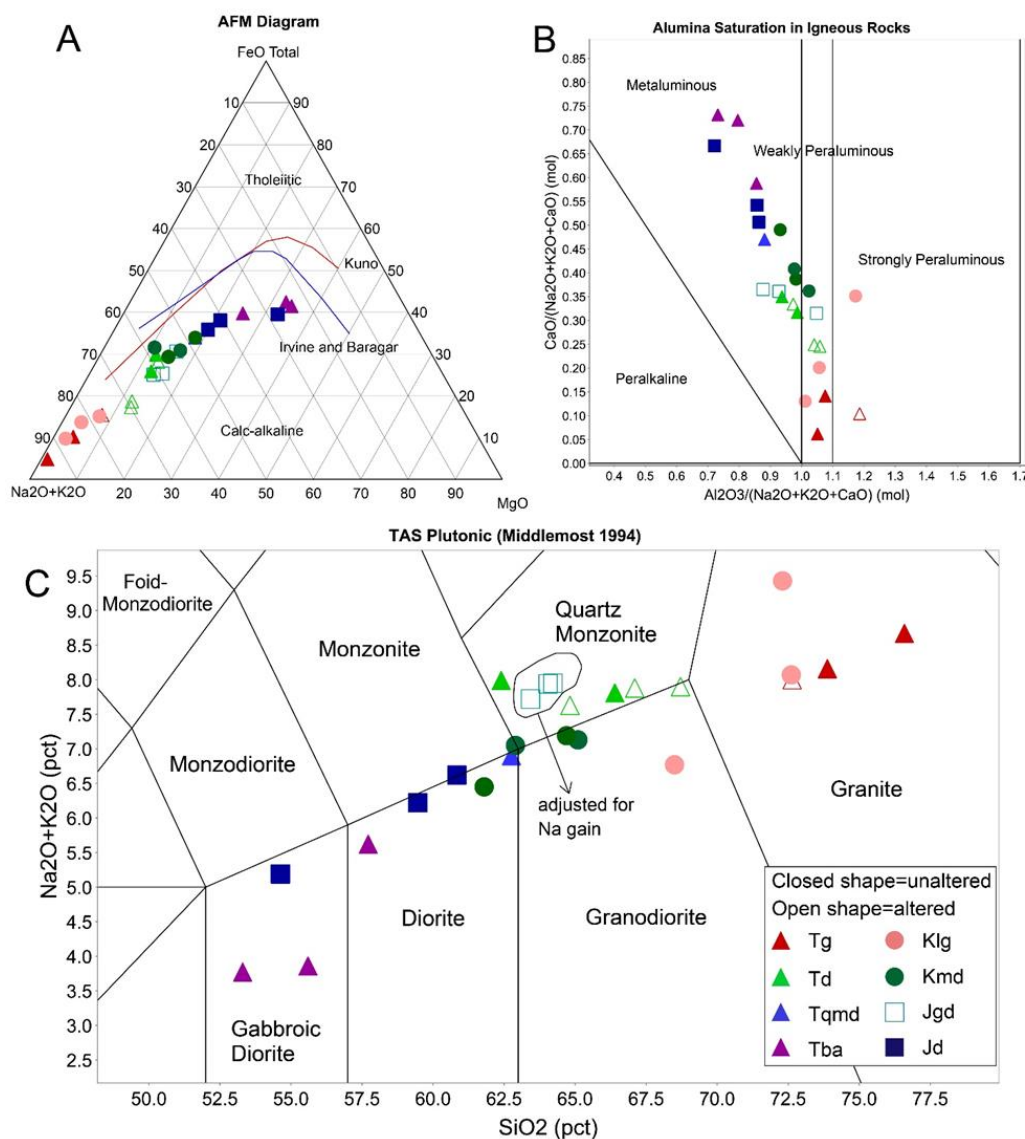 A
AFM Diagram
FeO Total
10
90
20
80
Tholeiitic
30
70
40
60
Kuno
50
50
60
40
Irvine and Baragar
70
30
80
20
Calc-alkaline
90
10
Na2O+K2O
20
30
40
50
60
70
80
90
MgO
B
Alumina Saturation in Igneous Rocks
CaO/(Na2O+K2O+CaO) (mol)
0.85
0.80
0.75
0.70
0.65
0.60
0.55
0.50
0.45
0.40
0.35
0.30
0.25
0.20
0.15
0.10
0.05
0.00
Metaluminous
Weakly Peraluminous
Strongly Peraluminous
Peralkaline
0.4 0.5 0.6 0.7 0.8 0.9 1.0 1.1 1.2 1.3 1.4 1.5 1.6 1.7
Al2O3/(Na2O+K2O+CaO) (mol)
C
TAS Plutonic (Middlemost 1994)
Na2O+K2O (pct)
9.5
9.0
8.5
8.0
7.5
7.0
6.5
6.0
5.5
5.0
4.5
4.0
3.5
3.0
2.5
Foid-
Monzodiorite
Monzonite
Quartz
Monzonite
Monzodiorite
adjusted for
Na gain
Granite
Diorite
Granodiorite
Gabbroic
Diorite
Closed shape=unaltered
Open shape=altered
Tg
Klg
Td
Kmd
Tqmd
Jgd
Tba
Jd
50.0 52.5 55.0 57.5 60.0 62.5 65.0 67.5 70.0 72.5 75.0 77.5
SiO2 (pct)